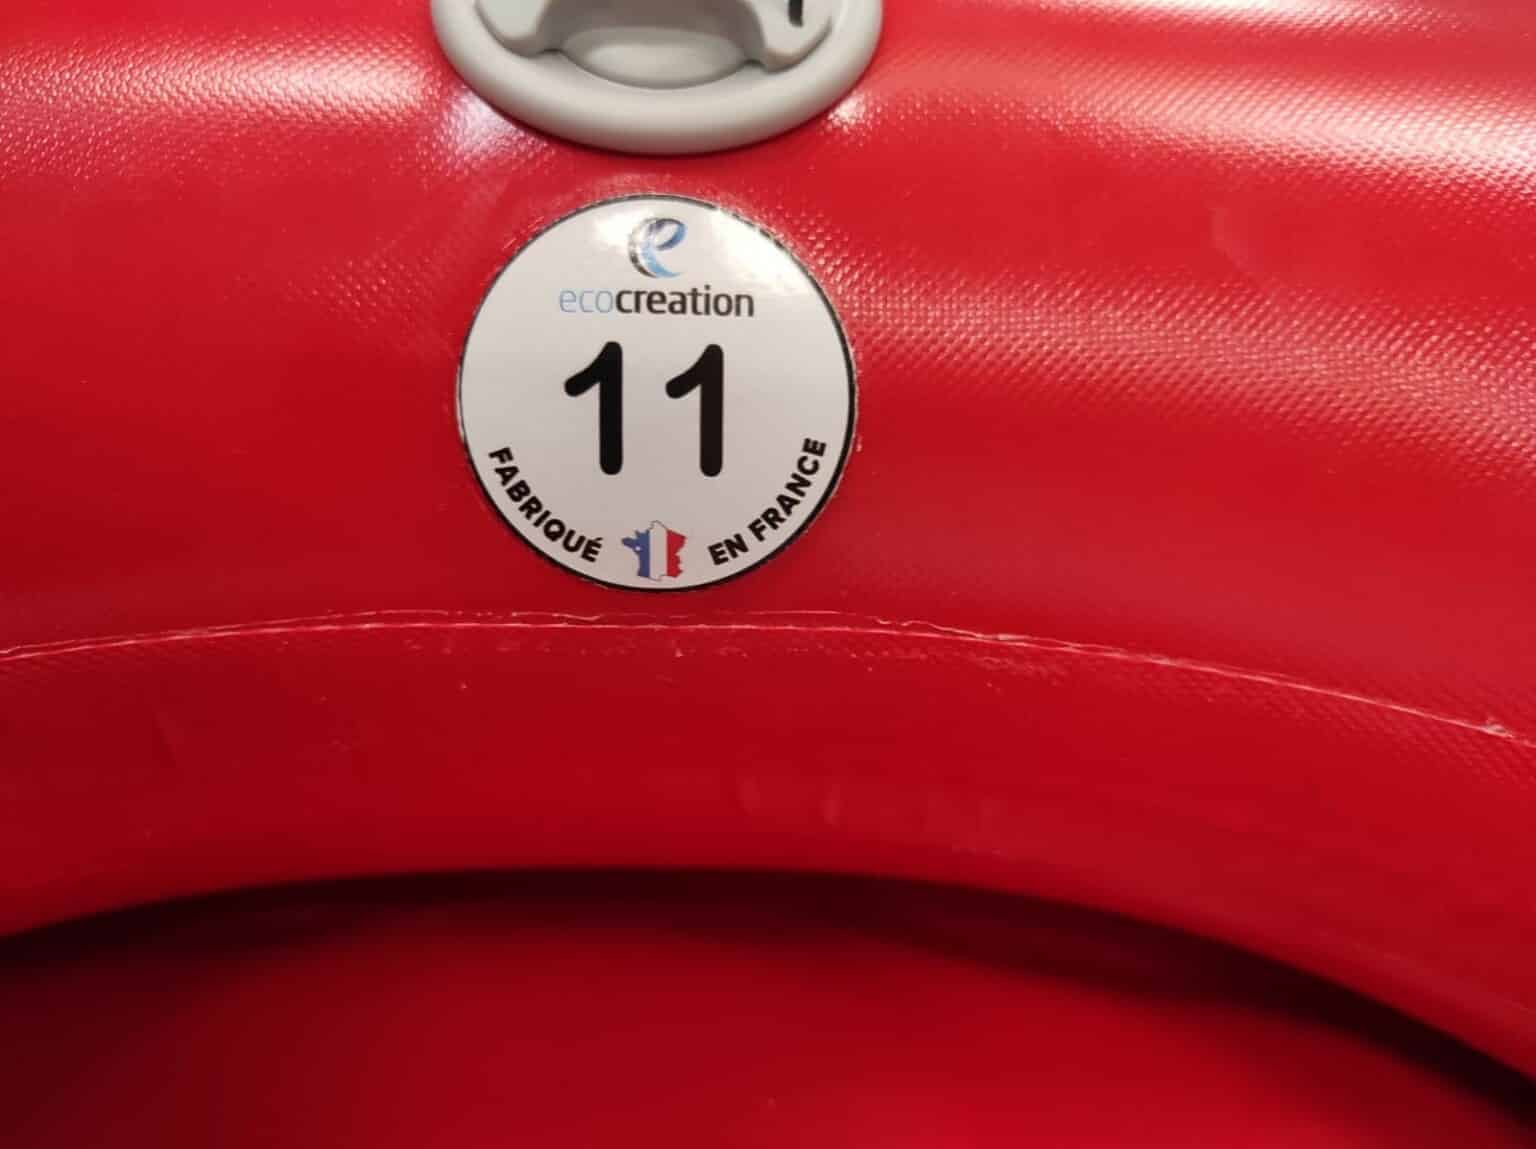 ecocreation
11
FABRIQUÉ EN FRANCE